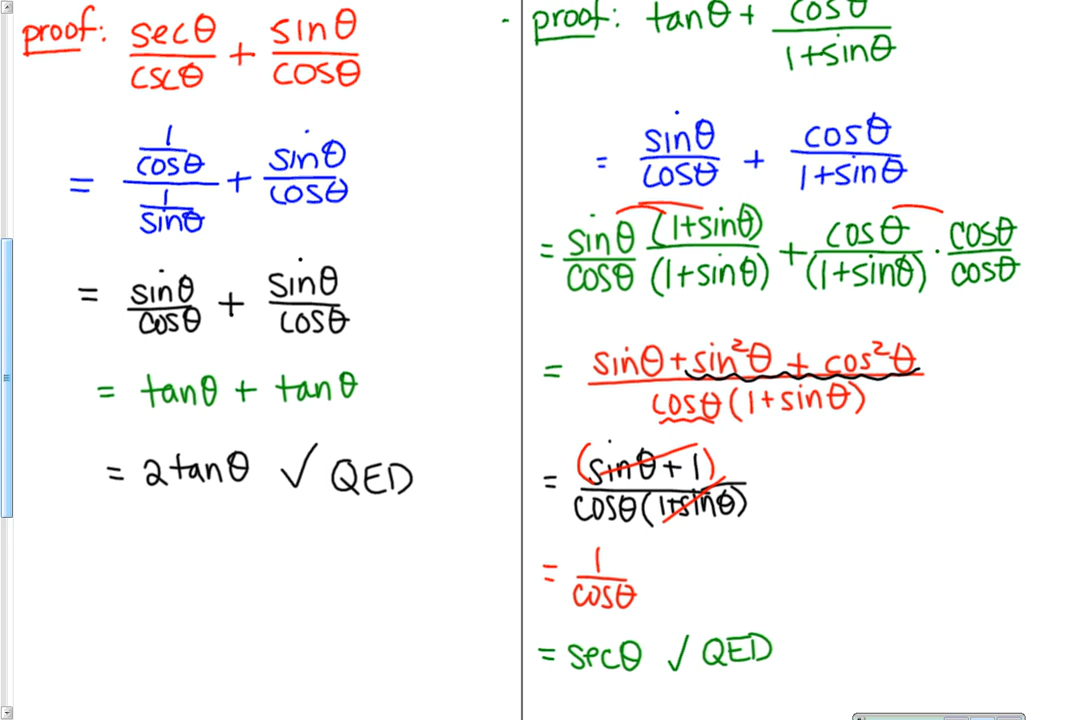 proof: secθ/cscθ + sinθ/cosθ
= (1/cosθ)/(1/sinθ) + sinθ/cosθ
= sinθ/cosθ + sinθ/cosθ
= tanθ + tanθ
= 2tanθ ✓ QED
proof: tanθ + cosθ/(1+sinθ)
= sinθ/cosθ + cosθ/(1+sinθ)
= sinθ/cosθ (1+sinθ)/(1+sinθ) + cosθ/(1+sinθ) · cosθ/cosθ
= (sinθ + sin²θ + cos²θ)/(cosθ(1+sinθ))
= (sinθ + 1)/(cosθ(1+sinθ))
= 1/cosθ
= secθ ✓ QED